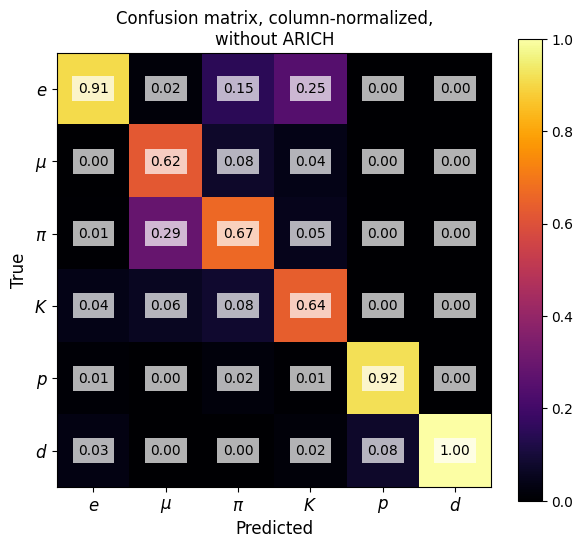 Confusion matrix, column-normalized,
without ARICH
True
e 0.91 0.02 0.15 0.25 0.00 0.00
μ 0.00 0.62 0.08 0.04 0.00 0.00
π 0.01 0.29 0.67 0.05 0.00 0.00
K 0.04 0.06 0.08 0.64 0.00 0.00
p 0.01 0.00 0.02 0.01 0.92 0.00
d 0.03 0.00 0.00 0.02 0.08 1.00
e μ π K p d
Predicted
1.0
0.8
0.6
0.4
0.2
0.0